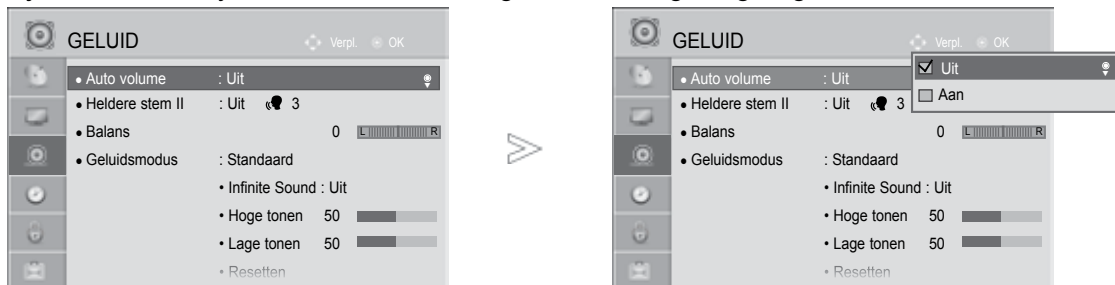 GELUID
Verpl. OK
• Auto volume : Uit
• Heldere stem II : Uit 3
• Balans 0 L R
• Geluidsmodus : Standaard
• Infinite Sound : Uit
• Hoge tonen 50
• Lage tonen 50
• Resetten
GELUID
Verpl. OK
• Auto volume : Uit
Uit
Aan
• Heldere stem II : Uit 3
• Balans 0 L R
• Geluidsmodus : Standaard
• Infinite Sound : Uit
• Hoge tonen 50
• Lage tonen 50
• Resetten